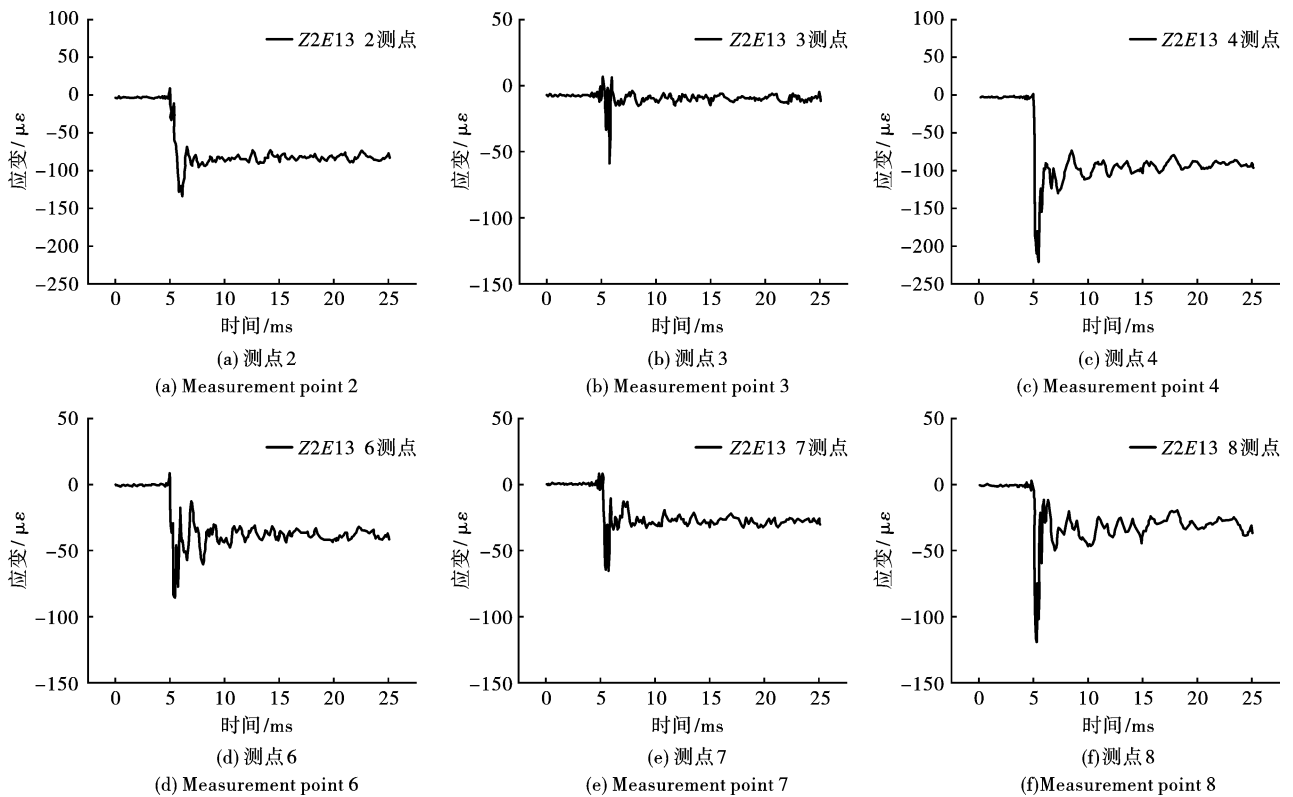 100
50
0
−50
−100
−150
−200
−250
应变/με
Z2E13 2测点
0 5 10 15 20 25
时间/ms
(a) 测点2
(a) Measurement point 2
50
0
−50
−100
−150
应变/με
Z2E13 3测点
0 5 10 15 20 25
时间/ms
(b) 测点3
(b) Measurement point 3
100
50
0
−50
−100
−150
−200
−250
应变/με
Z2E13 4测点
0 5 10 15 20 25
时间/ms
(c) 测点4
(c)Measurement point 4
50
0
−50
−100
−150
应变/με
Z2E13 6测点
0 5 10 15 20 25
时间/ms
(d) 测点6
(d) Measurement point 6
50
0
−50
−100
−150
应变/με
Z2E13 7测点
0 5 10 15 20 25
时间/ms
(e) 测点7
(e) Measurement point 7
50
0
−50
−100
−150
应变/με
Z2E13 8测点
0 5 10 15 20 25
时间/ms
(f)测点8
(f)Measurement point 8